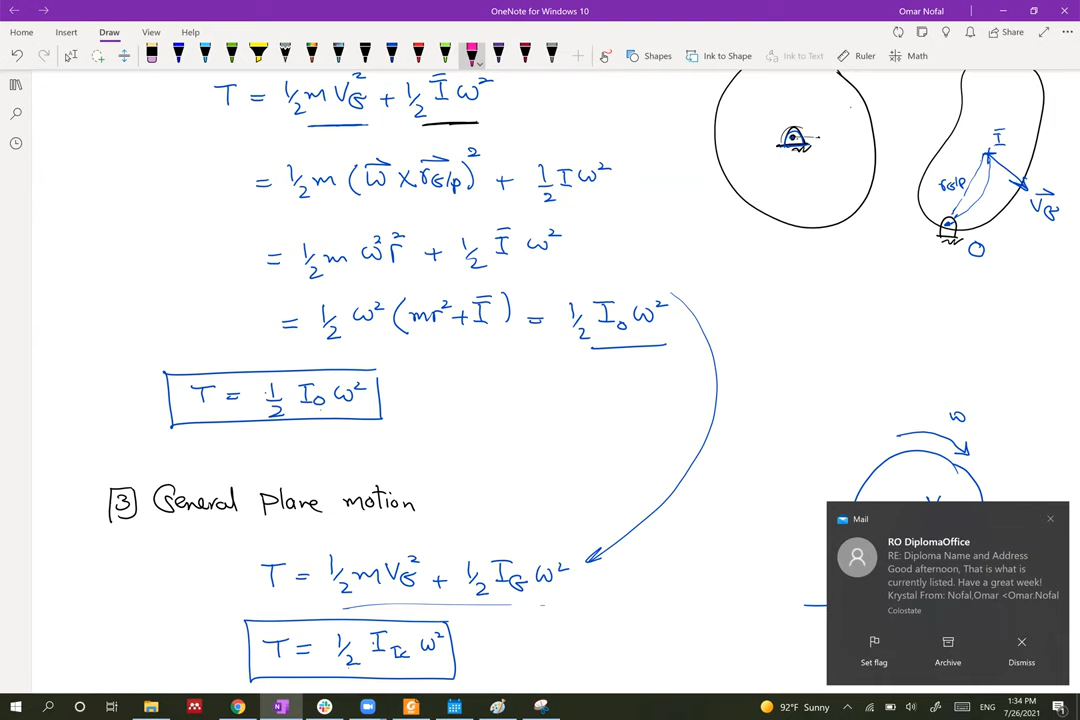 OneNote for Windows 10
Omar Nofal
Home Insert Draw View Help
Share
Shapes Ink to Shape Ink to Text Ruler Math
T = 1/2 m V_G² + 1/2 Ī ω²
= 1/2 m (ω⃗ × r⃗_G/P)² + 1/2 I ω²
= 1/2 m ω² r² + 1/2 Ī ω²
= 1/2 ω² (mr² + Ī) = 1/2 I_O ω²
T = 1/2 I_O ω²
3 General plane motion
T = 1/2 m V_G² + 1/2 I_G ω²
T = 1/2 I_IC ω²
Ī
r_G/P
V⃗_G
O
ω
Mail
RO DiplomaOffice
RE: Diploma Name and Address
Good afternoon, That is what is
currently listed. Have a great week!
Krystal From: Nofal,Omar <Omar.Nofal
Colostate
Set flag Archive Dismiss
92°F Sunny
ENG
1:34 PM
7/26/2021